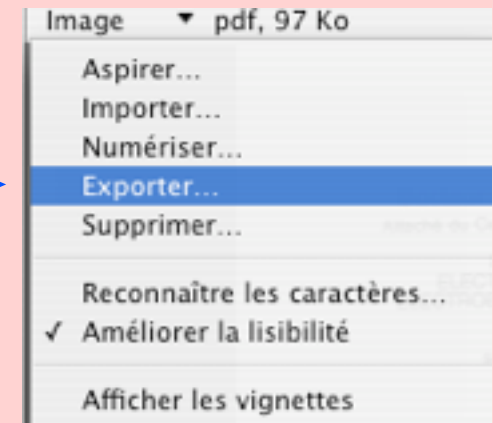 Image ▼ pdf, 97 Ko
Aspirer...
Importer...
Numériser...
Exporter...
Supprimer...
Reconnaître les caractères...
✓ Améliorer la lisibilité
Afficher les vignettes